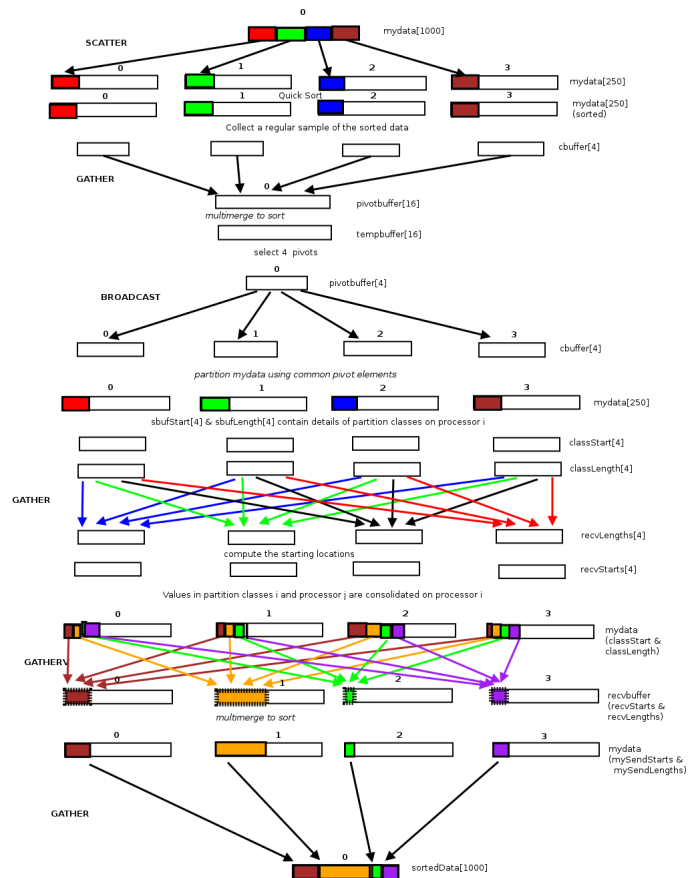 0
mydata[1000]
SCATTER
0 1 2 3
mydata[250]
Quick Sort
0 1 2 3
mydata[250]
(sorted)
Collect a regular sample of the sorted data
cbuffer[4]
GATHER
0
pivotbuffer[16]
multimerge to sort
tempbuffer[16]
select 4 pivots
0
pivotbuffer[4]
BROADCAST
0 1 2 3
cbuffer[4]
partition mydata using common pivot elements
0 1 2 3
mydata[250]
sbufStart[4] & sbufLength[4] contain details of partition classes on processor i
classStart[4]
classLength[4]
GATHER
recvLengths[4]
compute the starting locations
recvStarts[4]
Values in partition classes i and processor j are consolidated on processor i
0 1 2 3
mydata
(classStart &
classLength)
GATHERV
0 1 2 3
recvbuffer
(recvStarts &
recvLengths)
multimerge to sort
0 1 2 3
mydata
(mySendStarts &
mySendLengths)
GATHER
0
sortedData[1000]